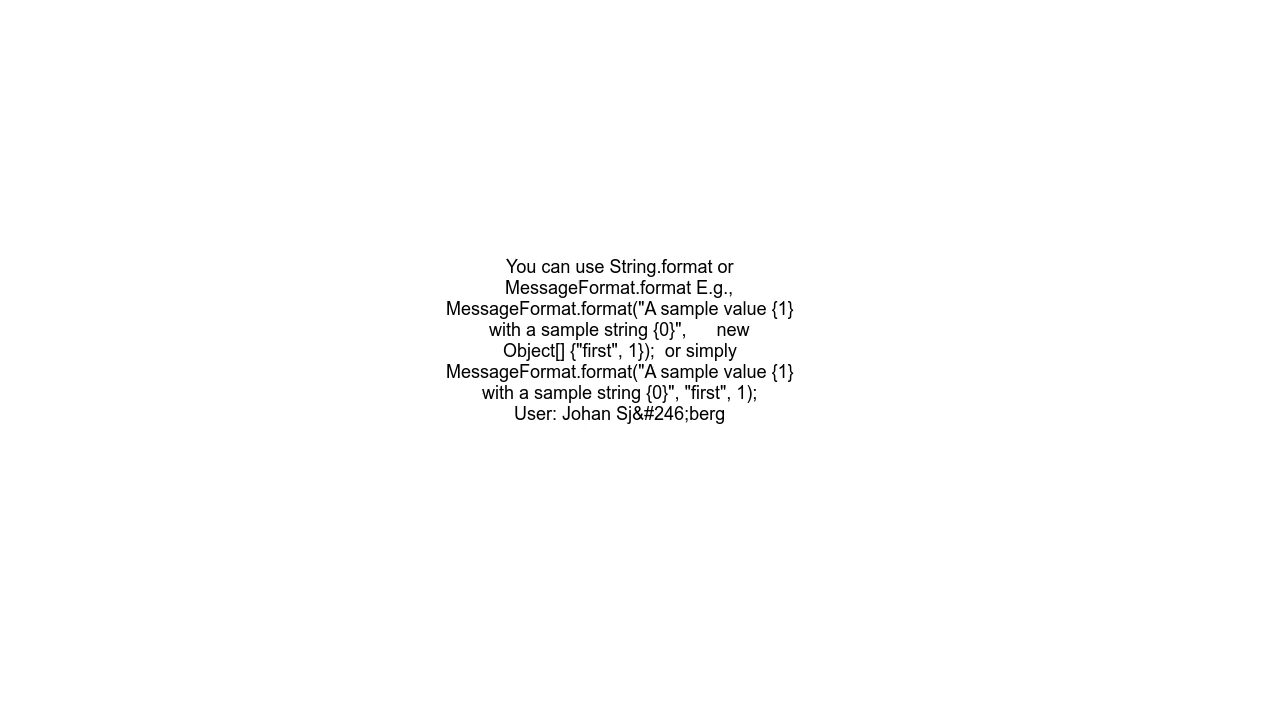 You can use String.format or
MessageFormat.format E.g.,
MessageFormat.format("A sample value {1}
with a sample string {0}",      new
Object[] {"first", 1});  or simply
MessageFormat.format("A sample value {1}
with a sample string {0}", "first", 1);
User: Johan Sj&#246;berg